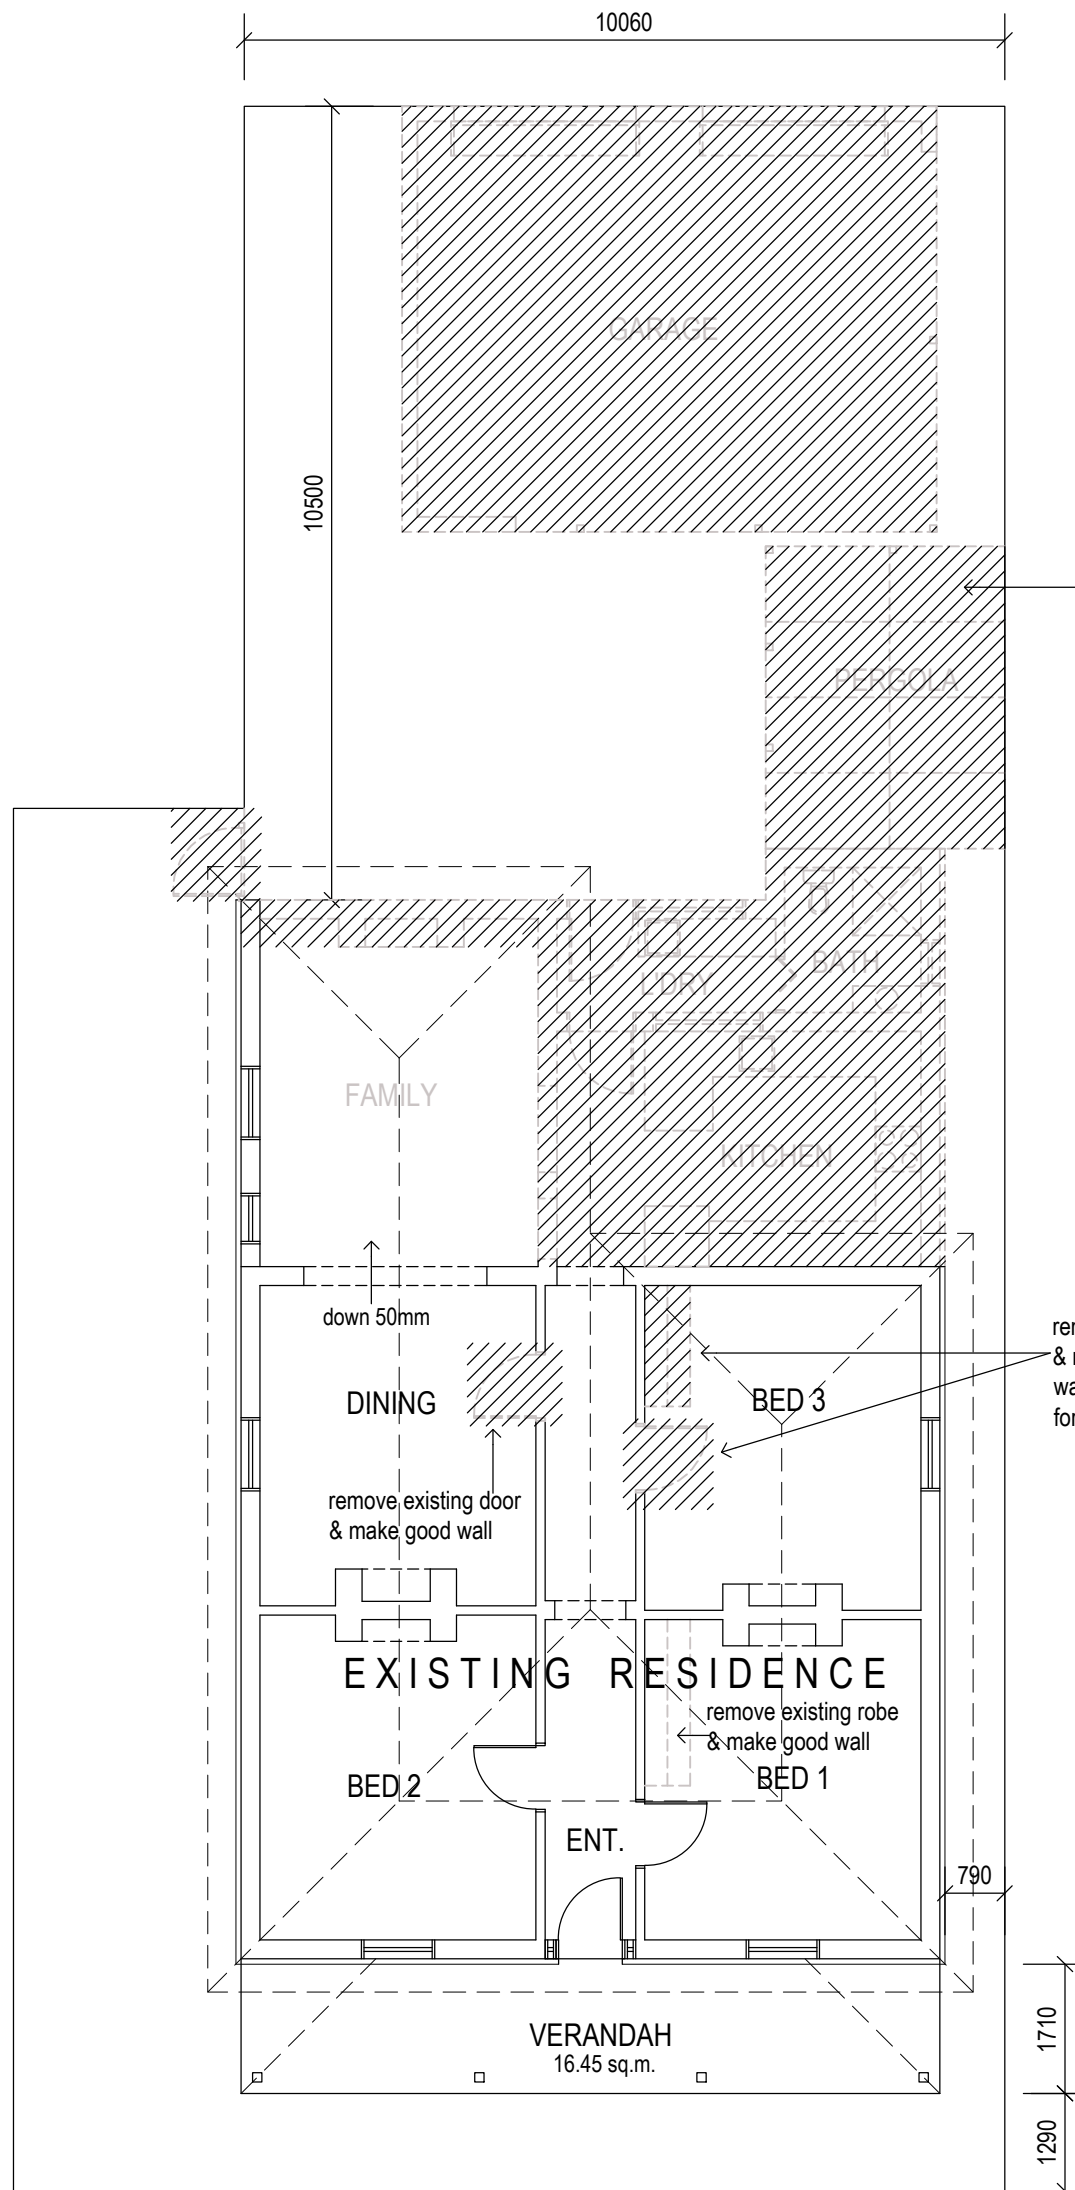 10060
GARAGE
10500
PERGOLA
BATH
L'DRY
FAMILY
KITCHEN
down 50mm
DINING
BED 3
remove existing door
& make good wall
EXISTING RESIDENCE
remove existing robe
& make good wall
BED 2
BED 1
ENT.
790
VERANDAH
16.45 sq.m.
1710
1290